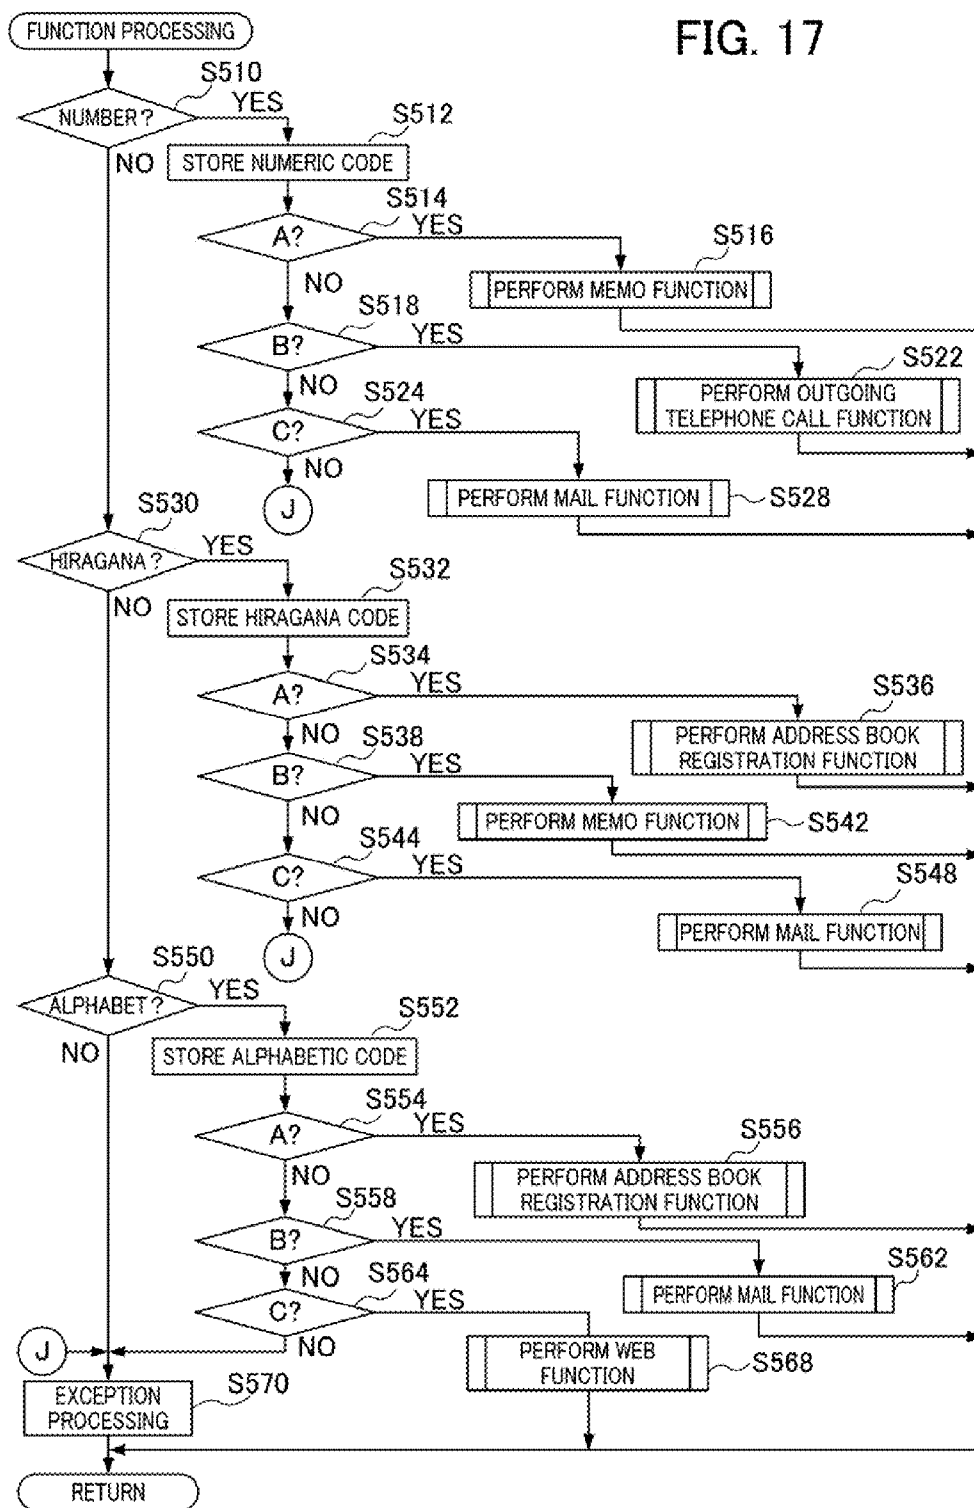 FUNCTION PROCESSING
FIG. 17
S510
NUMBER?
YES
NO
S512
STORE NUMERIC CODE
S514
A?
YES
NO
S516
PERFORM MEMO FUNCTION
S518
B?
YES
NO
S522
PERFORM OUTGOING
TELEPHONE CALL FUNCTION
S524
C?
YES
NO
PERFORM MAIL FUNCTION
S528
J
S530
HIRAGANA?
YES
NO
S532
STORE HIRAGANA CODE
S534
A?
YES
NO
S536
PERFORM ADDRESS BOOK
REGISTRATION FUNCTION
S538
B?
YES
NO
PERFORM MEMO FUNCTION
S542
S544
C?
YES
NO
S548
PERFORM MAIL FUNCTION
J
S550
ALPHABET?
YES
NO
S552
STORE ALPHABETIC CODE
S554
A?
YES
NO
S556
PERFORM ADDRESS BOOK
REGISTRATION FUNCTION
S558
B?
YES
NO
S562
PERFORM MAIL FUNCTION
S564
C?
YES
NO
PERFORM WEB
FUNCTION
S568
J
S570
EXCEPTION
PROCESSING
RETURN